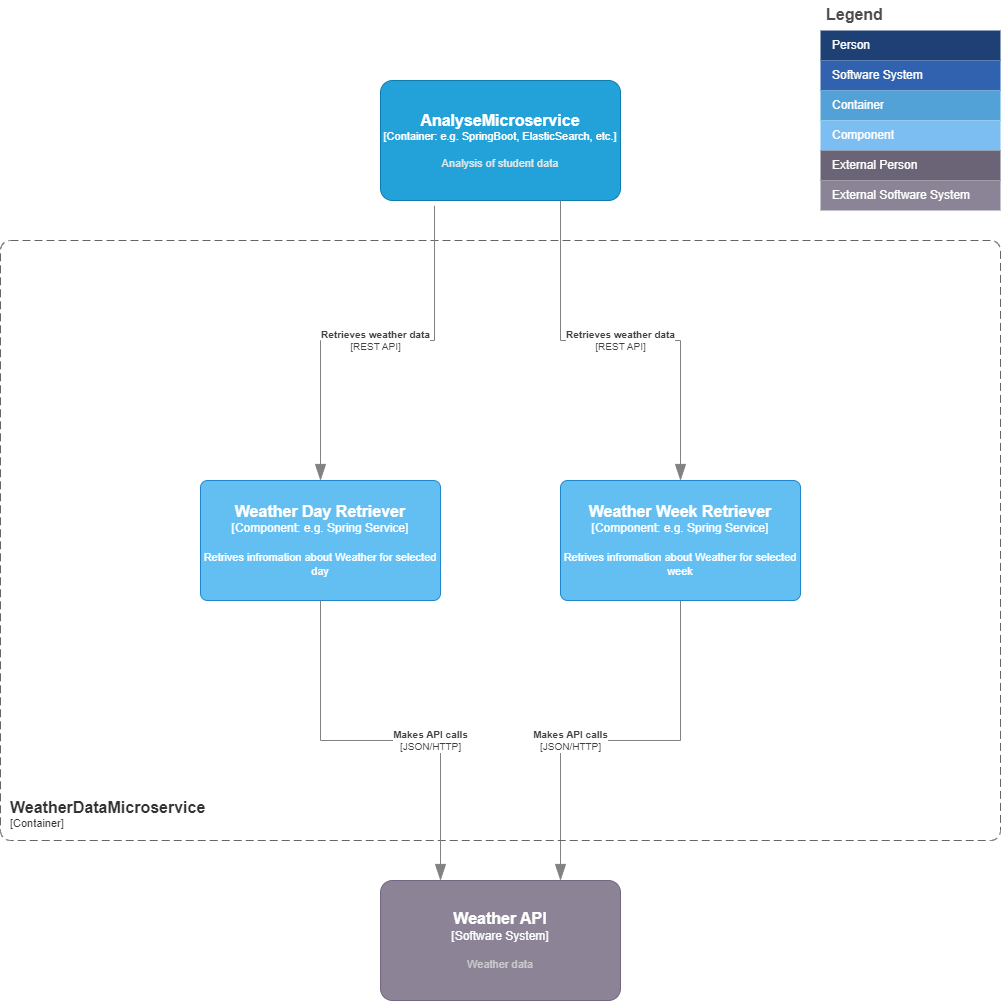 Legend
Person
Software System
Container
Component
External Person
External Software System
AnalyseMicroservice
[Container: e.g. SpringBoot, ElasticSearch, etc.]
Analysis of student data
Retrieves weather data
[REST API]
Retrieves weather data
[REST API]
Weather Day Retriever
[Component: e.g. Spring Service]
Retrives infromation about Weather for selected
day
Weather Week Retriever
[Component: e.g. Spring Service]
Retrives infromation about Weather for selected
week
Makes API calls
[JSON/HTTP]
Makes API calls
[JSON/HTTP]
WeatherDataMicroservice
[Container]
Weather API
[Software System]
Weather data